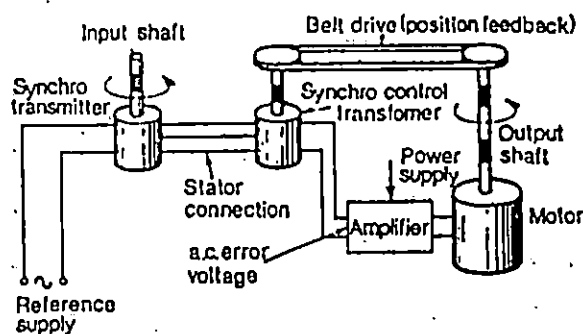 Belt drive (position feedback)
Input shaft
Synchro
transmitter
Synchro control
transfomer
Output
shaft
Power
supply
Stator
connection
Amplifier
Motor
a.c. error
voltage
Reference
supply